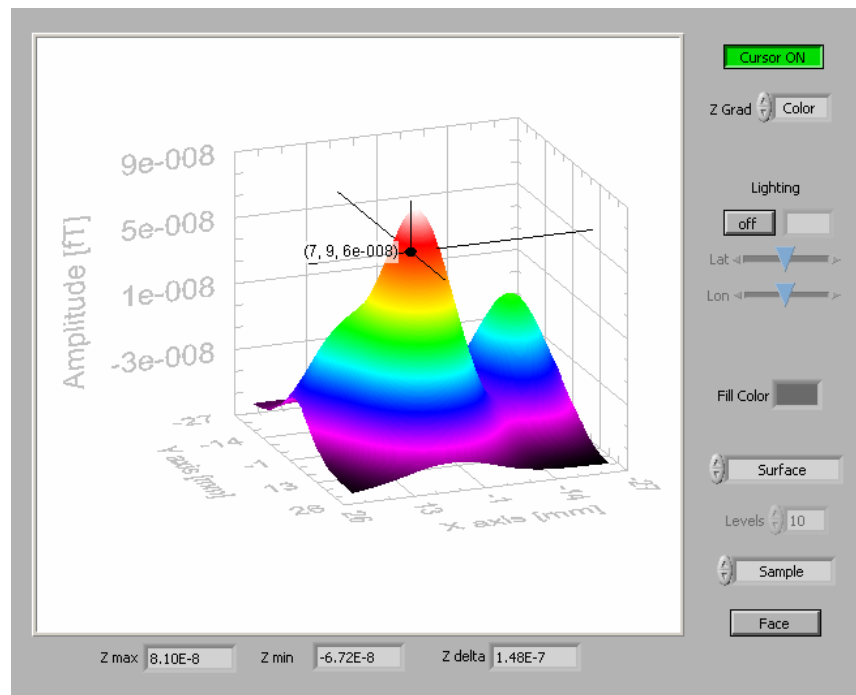 Cursor ON
Z Grad Color
9e-008
5e-008
1e-008
-3e-008
Amplitude [fT]
(7, 9, 6e-008)
Lighting
off
Lat
Lon
Fill Color
-27
-14
-1
13
26
Y axis [mm]
26
13
-1
-14
-27
X axis [mm]
Surface
Levels 10
Sample
Face
Z max 8.10E-8 Z min -6.72E-8 Z delta 1.48E-7